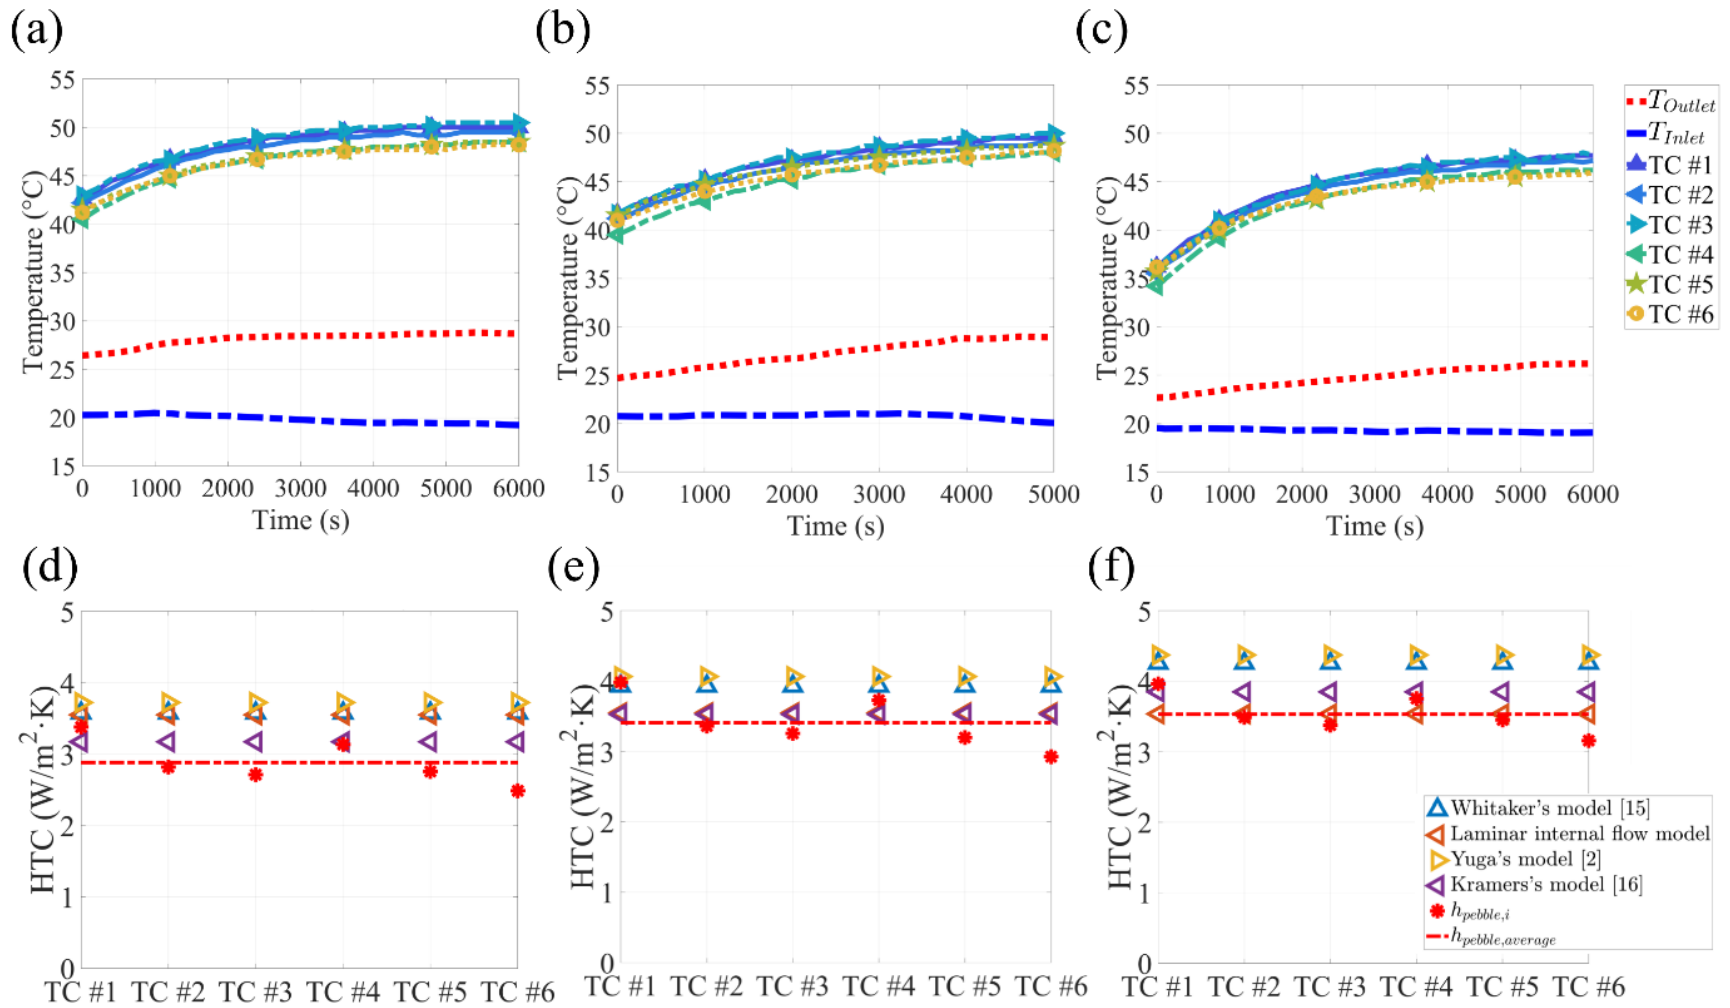 (a)
(b)
(c)
55
50
45
40
35
30
25
20
15
0 1000 2000 3000 4000 5000 6000
Time (s)
Temperature (°C)
55
50
45
40
35
30
25
20
15
0 1000 2000 3000 4000 5000
Time (s)
Temperature (°C)
55
50
45
40
35
30
25
20
15
0 1000 2000 3000 4000 5000 6000
Time (s)
Temperature (°C)
T_Outlet
T_Inlet
TC #1
TC #2
TC #3
TC #4
TC #5
TC #6
(d)
(e)
(f)
5
4
3
2
1
0
TC #1 TC #2 TC #3 TC #4 TC #5 TC #6
HTC (W/m²·K)
5
4
3
2
1
0
TC #1 TC #2 TC #3 TC #4 TC #5 TC #6
HTC (W/m²·K)
5
4
3
2
1
0
TC #1 TC #2 TC #3 TC #4 TC #5 TC #6
HTC (W/m²·K)
Whitaker's model [15]
Laminar internal flow model
Yuga's model [2]
Kramers's model [16]
h_pebble,i
h_pebble,average